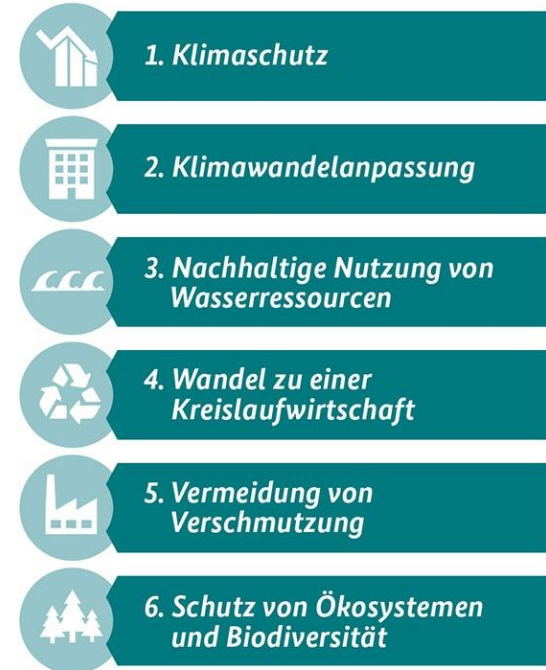 1. Klimaschutz
2. Klimawandelanpassung
3. Nachhaltige Nutzung von
Wasserressourcen
4. Wandel zu einer
Kreislaufwirtschaft
5. Vermeidung von
Verschmutzung
6. Schutz von Ökosystemen
und Biodiversität